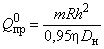 Q⁰пр = mRh² / 0,95η Dн